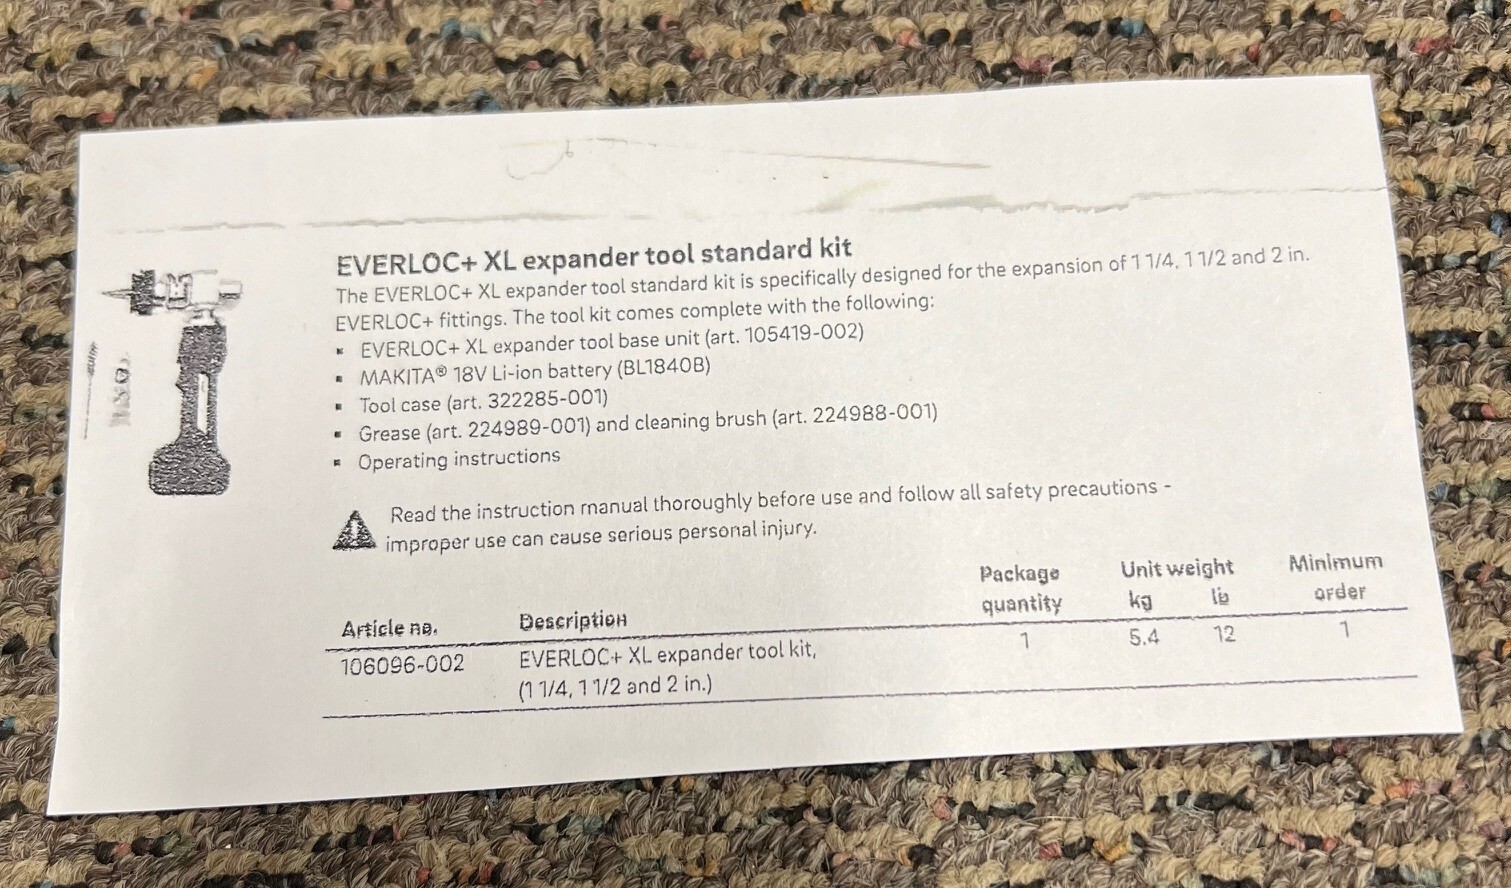 EVERLOC+ XL expander tool standard kit
The EVERLOC+ XL expander tool standard kit is specifically designed for the expansion of 1 1/4, 1 1/2 and 2 in.
EVERLOC+ fittings. The tool kit comes complete with the following:
▪ EVERLOC+ XL expander tool base unit (art. 105419-002)
▪ MAKITA® 18V Li-ion battery (BL1840B)
▪ Tool case (art. 322285-001)
▪ Grease (art. 224989-001) and cleaning brush (art. 224988-001)
▪ Operating instructions
Read the instruction manual thoroughly before use and follow all safety precautions -
improper use can cause serious personal injury.
Package Unit weight Minimum
Article no. Description quantity kg lb order
106096-002 EVERLOC+ XL expander tool kit, 1 5.4 12 1
(1 1/4, 1 1/2 and 2 in.)